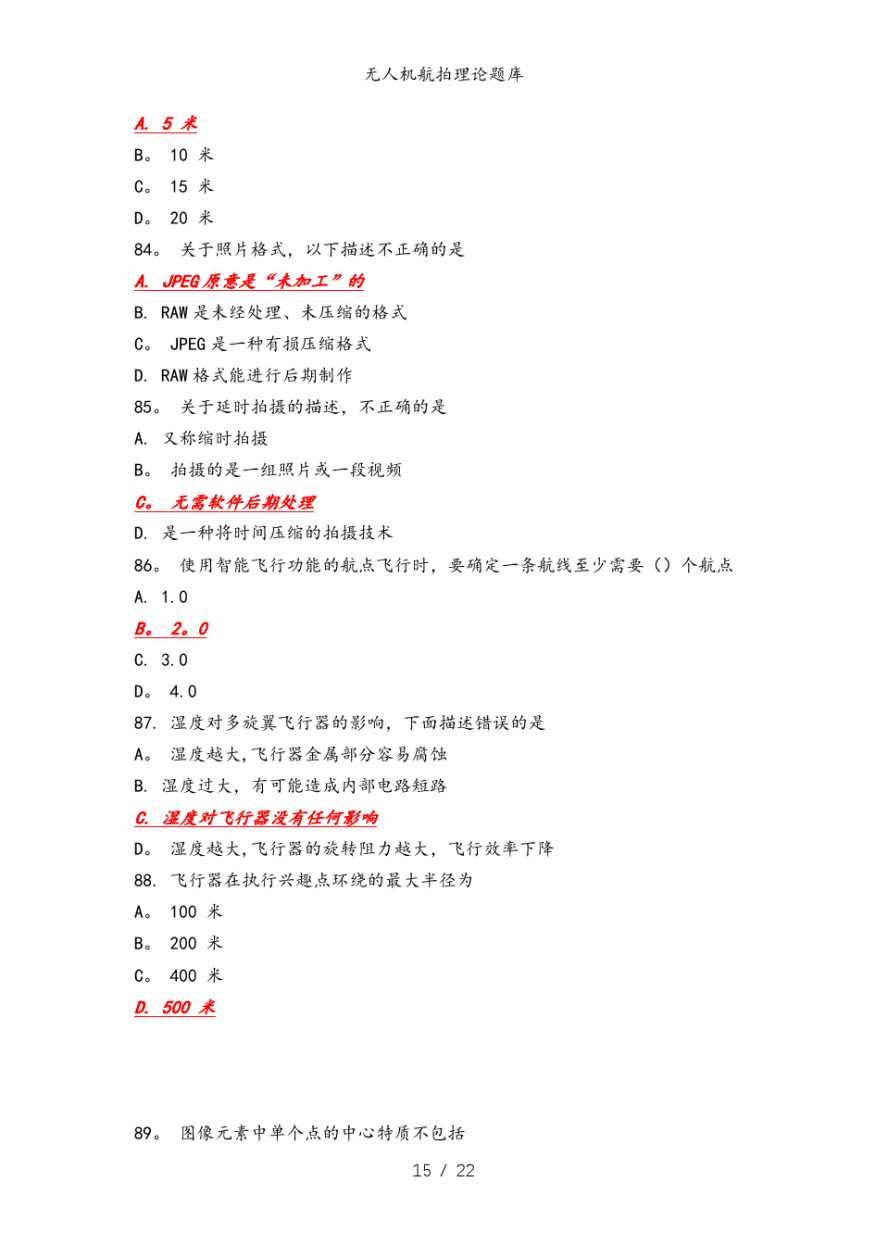 无人机航拍理论题库
A. 5 米
B。 10 米
C。 15 米
D。 20 米
84。 关于照片格式，以下描述不正确的是
A. JPEG 原意是“未加工”的
B. RAW 是未经处理、未压缩的格式
C。 JPEG 是一种有损压缩格式
D. RAW 格式能进行后期制作
85。 关于延时拍摄的描述，不正确的是
A. 又称缩时拍摄
B。 拍摄的是一组照片或一段视频
C。 无需软件后期处理
D. 是一种将时间压缩的拍摄技术
86。 使用智能飞行功能的航点飞行时，要确定一条航线至少需要（）个航点
A. 1.0
B。 2。0
C. 3.0
D。 4.0
87. 湿度对多旋翼飞行器的影响，下面描述错误的是
A。 湿度越大,飞行器金属部分容易腐蚀
B. 湿度过大，有可能造成内部电路短路
C. 湿度对飞行器没有任何影响
D。 湿度越大,飞行器的旋转阻力越大，飞行效率下降
88. 飞行器在执行兴趣点环绕的最大半径为
A。 100 米
B。 200 米
C。 400 米
D. 500 米
89。 图像元素中单个点的中心特质不包括
15 / 22